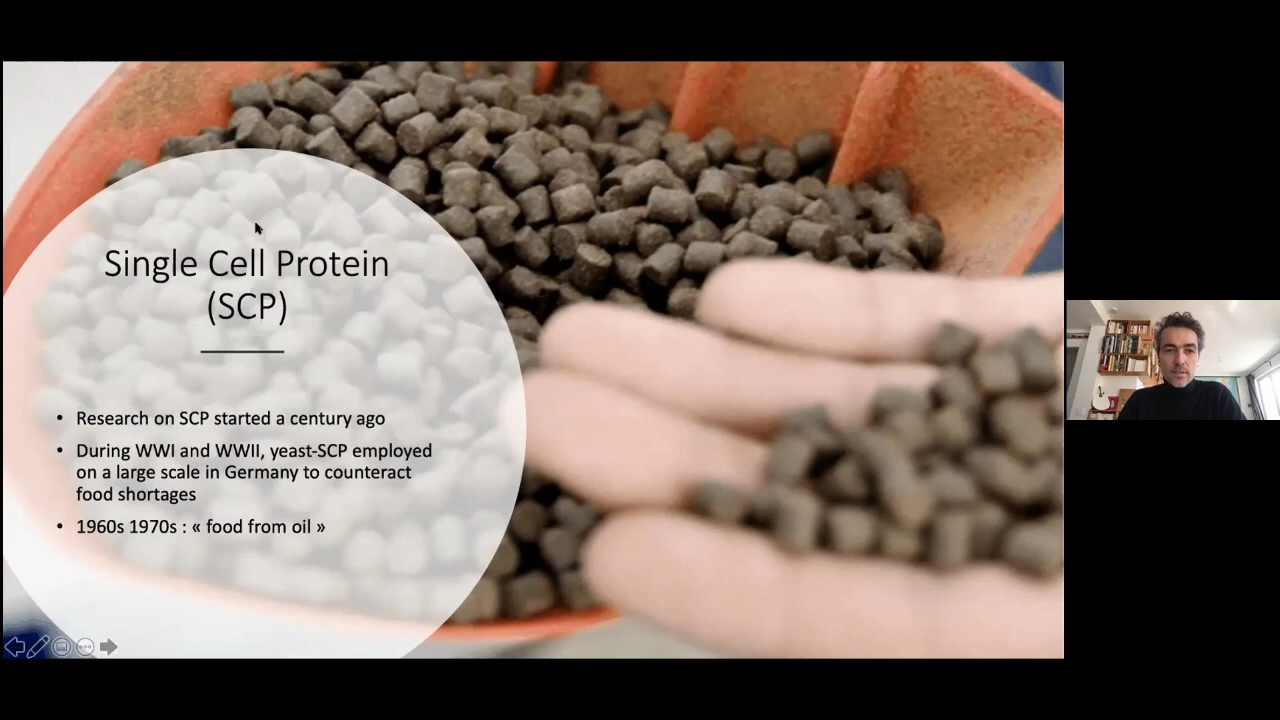 Single Cell Protein
(SCP)
• Research on SCP started a century ago
• During WWI and WWII, yeast-SCP employed
on a large scale in Germany to counteract
food shortages
• 1960s 1970s : « food from oil »